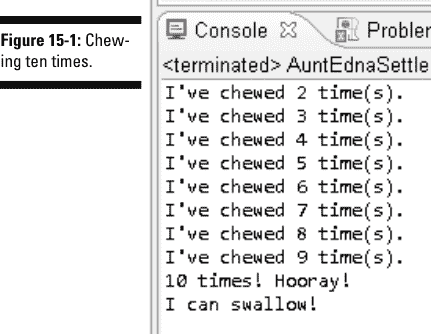 Figure 15-1: Chew-
ing ten times.
Console
<terminated> AuntEdnaSettle
I've chewed 2 time(s).
I've chewed 3 time(s).
I've chewed 4 time(s).
I've chewed 5 time(s).
I've chewed 6 time(s).
I've chewed 7 time(s).
I've chewed 8 time(s).
I've chewed 9 time(s).
10 times! Hooray!
I can swallow!